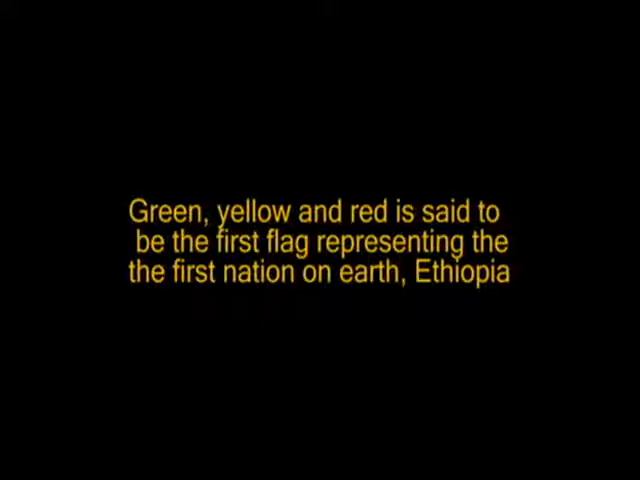 Green, yellow and red is said to
be the first flag representing the
the first nation on earth, Ethiopia